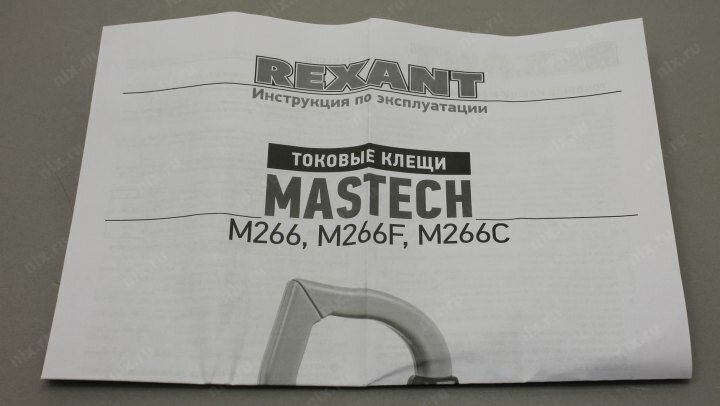 REXANT
Инструкция по эксплуатации
ТОКОВЫЕ КЛЕЩИ
MASTECH
M266, M266F, M266C